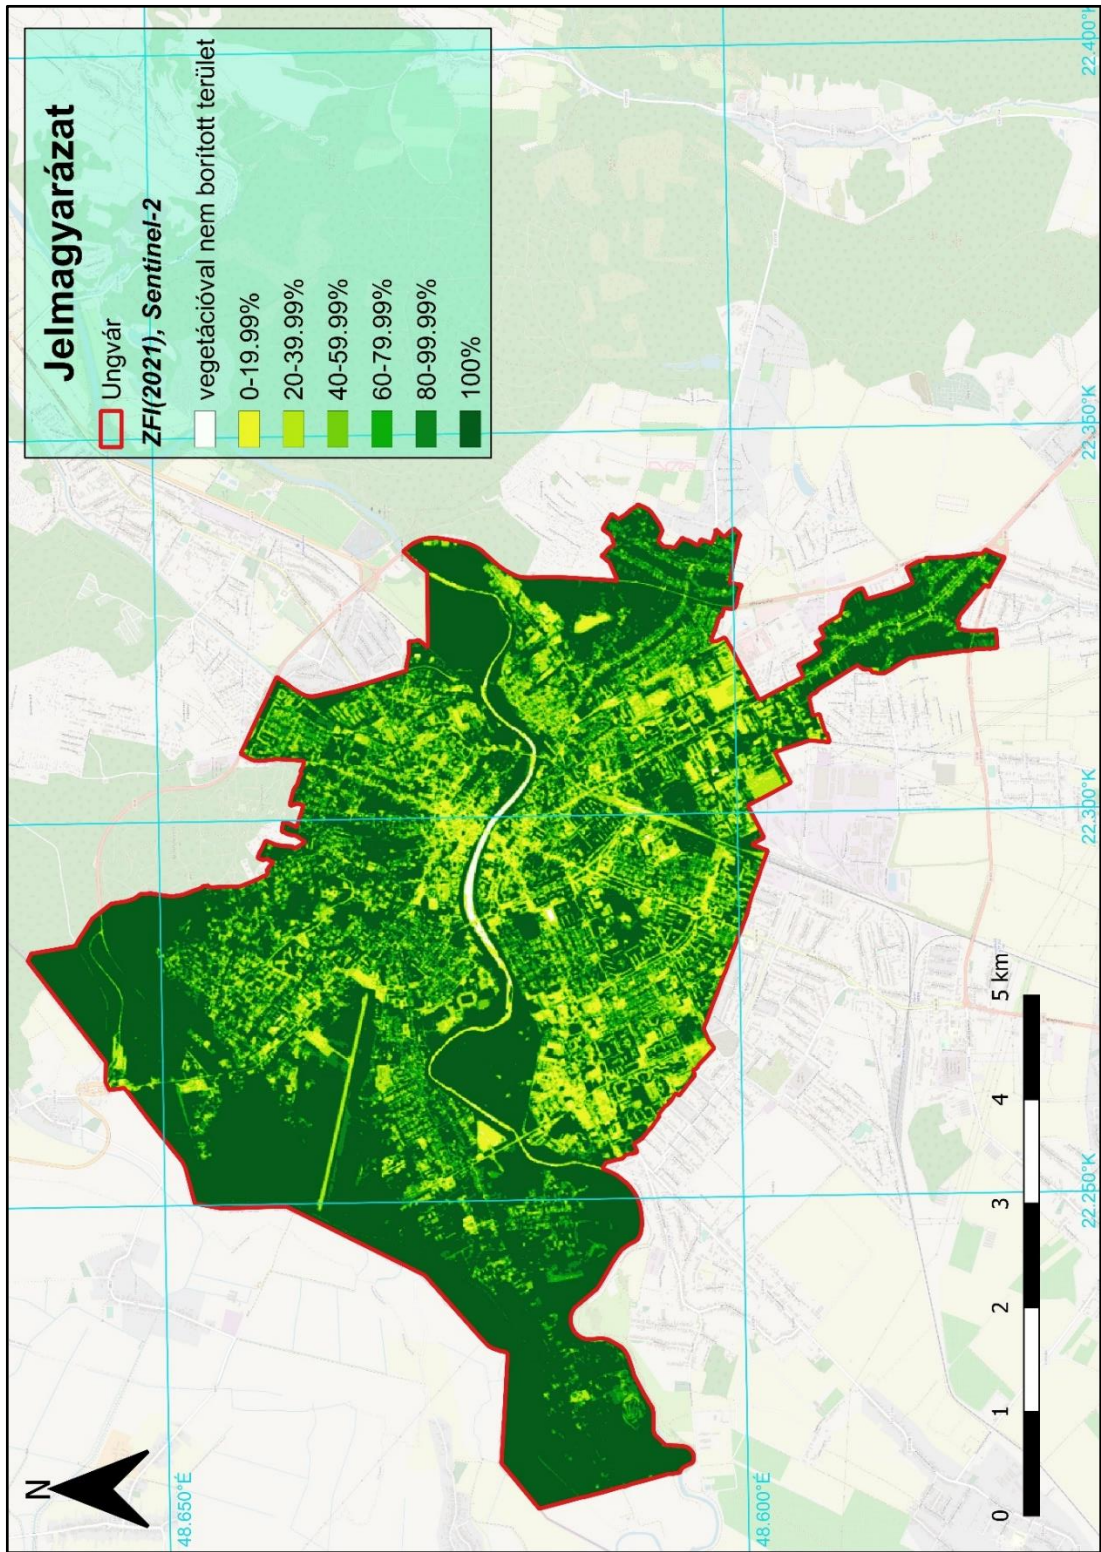 Jelmagyarázat
Ungvár
ZFI(2021), Sentinel-2
vegetációval nem borított terület
0-19.99%
20-39.99%
40-59.99%
60-79.99%
80-99.99%
100%
N
48.650°É
48.600°É
22.250°K
22.300°K
22.350°K
22.400°K
0 1 2 3 4 5 km